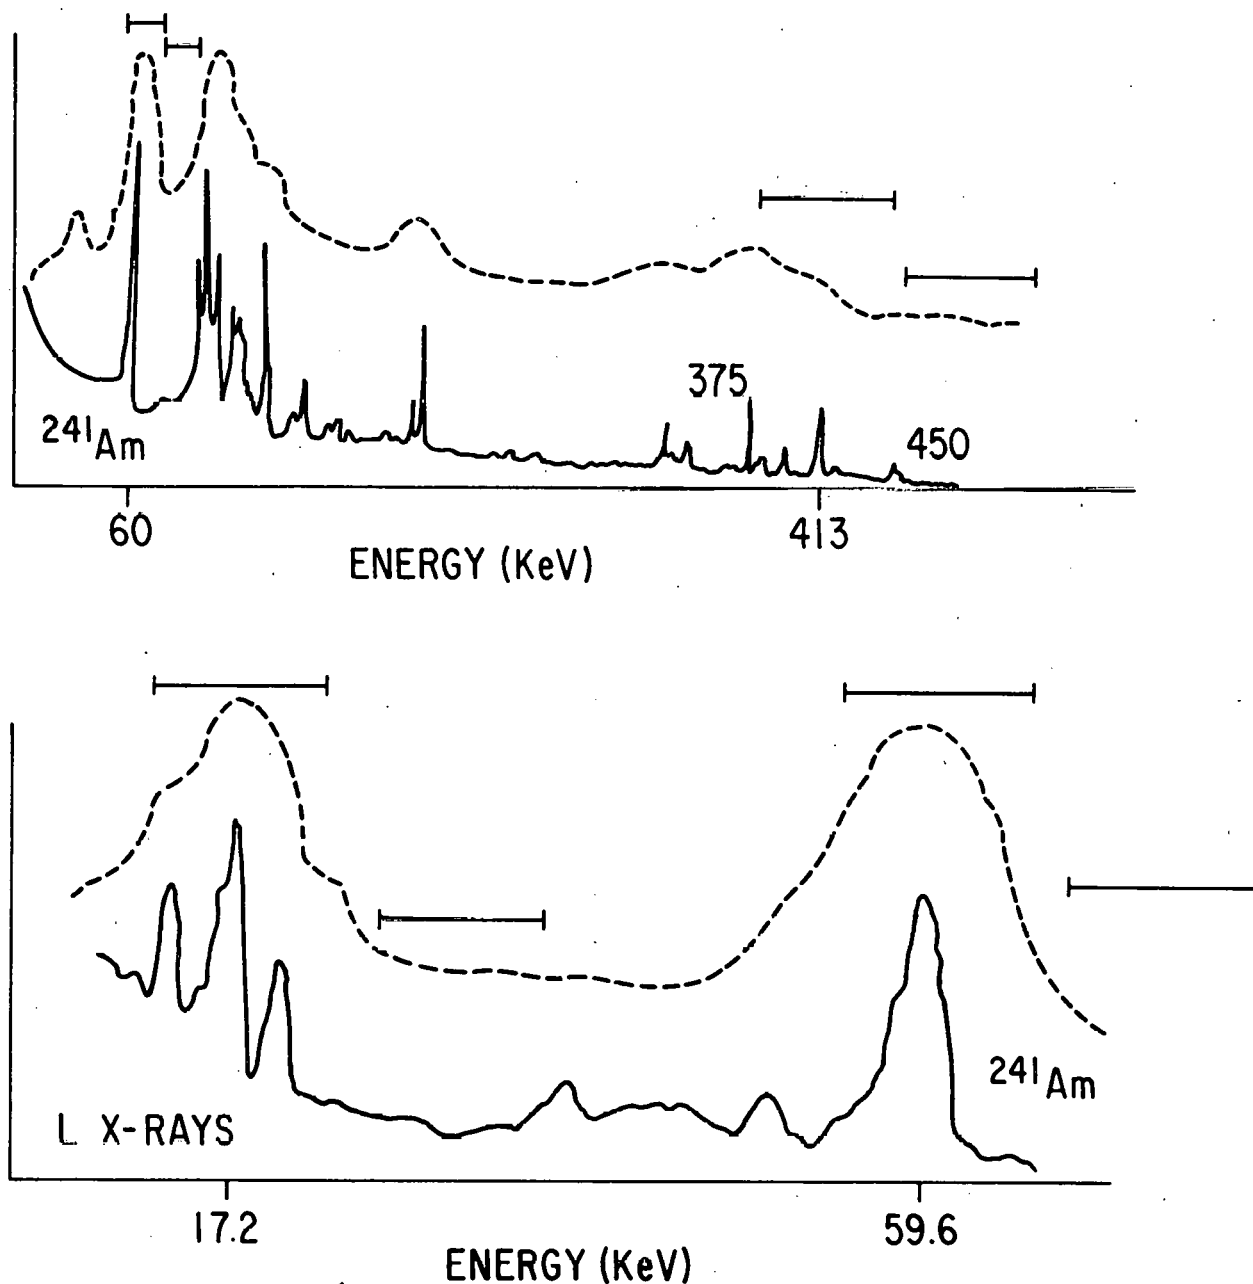 375
450
²⁴¹Am
60
413
ENERGY (KeV)
²⁴¹Am
L X-RAYS
17.2
59.6
ENERGY (KeV)